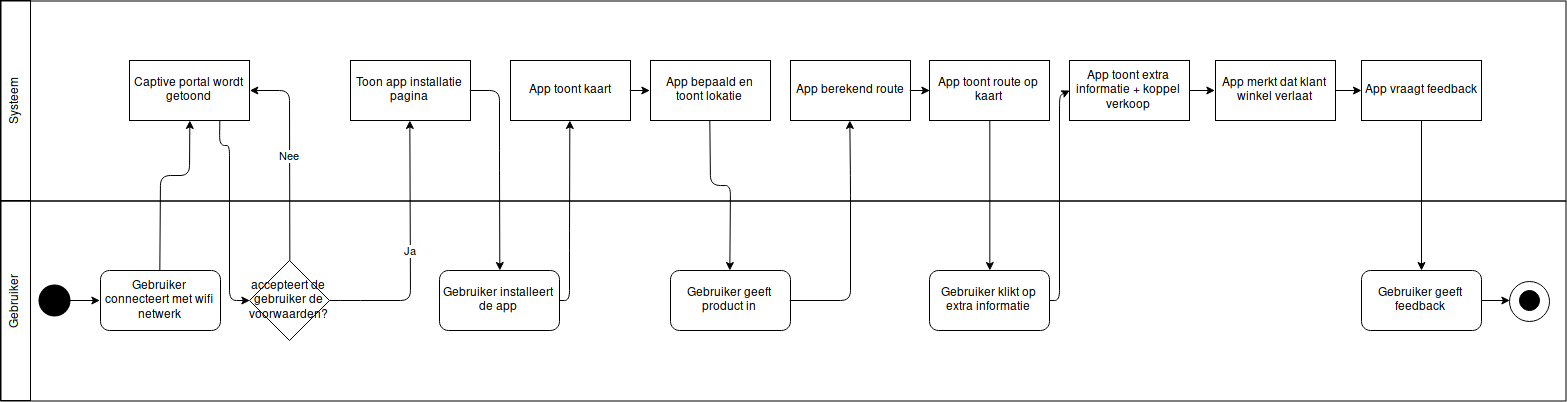 Systeem
Captive portal wordt
getoond
Toon app installatie
pagina
App toont kaart
App bepaald en
toont lokatie
App berekend route
App toont route op
kaart
App toont extra
informatie + koppel
verkoop
App merkt dat klant
winkel verlaat
App vraagt feedback
Nee
Ja
Gebruiker
Gebruiker
connecteert met wifi
netwerk
accepteert de
gebruiker de
voorwaarden?
Gebruiker installeert
de app
Gebruiker geeft
product in
Gebruiker klikt op
extra informatie
Gebruiker geeft
feedback